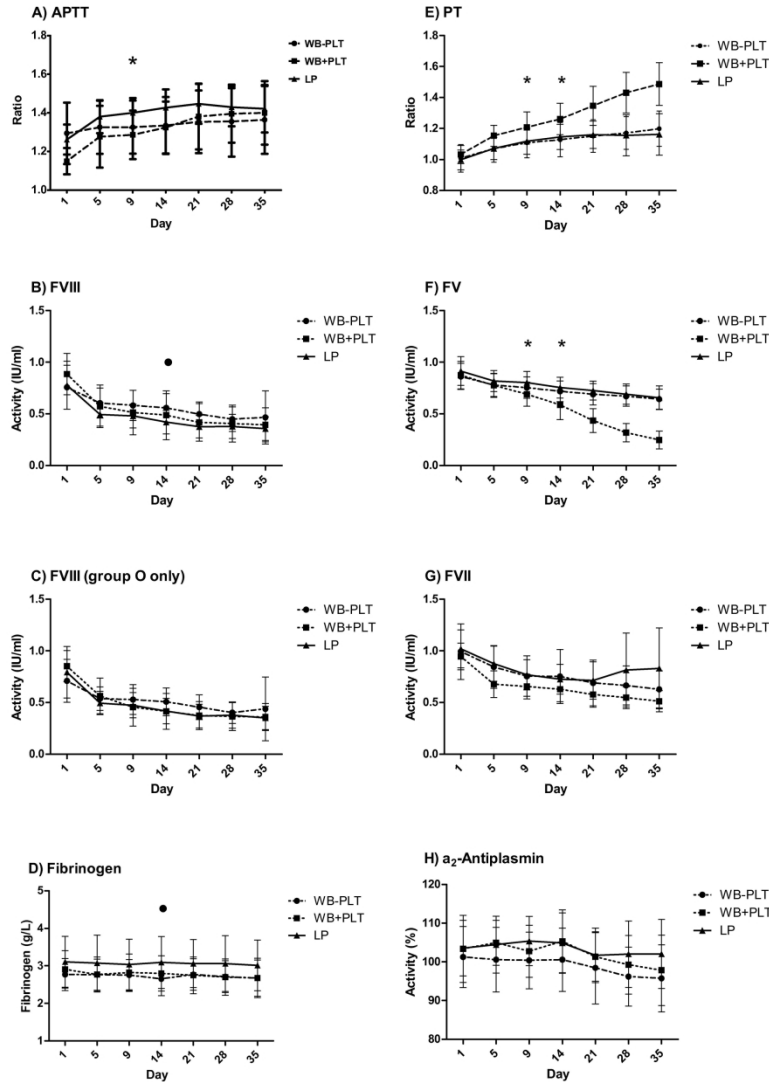 A) APTT
*
WB-PLT
WB+PLT
LP
Ratio
1.8
1.6
1.4
1.2
1.0
1 5 9 14 21 28 35
Day
E) PT
* *
WB-PLT
WB+PLT
LP
Ratio
1.8
1.6
1.4
1.2
1.0
0.8
1 5 9 14 21 28 35
Day
B) FVIII
WB-PLT
WB+PLT
LP
Activity (IU/ml)
1.5
1.0
0.5
0.0
1 5 9 14 21 28 35
Day
F) FV
* *
WB-PLT
WB+PLT
LP
Activity (IU/ml)
1.5
1.0
0.5
0.0
1 5 9 14 21 28 35
Day
C) FVIII (group O only)
WB-PLT
WB+PLT
LP
Activity (IU/ml)
1.5
1.0
0.5
0.0
1 5 9 14 21 28 35
Day
G) FVII
WB-PLT
WB+PLT
LP
Activity (IU/ml)
1.5
1.0
0.5
0.0
1 5 9 14 21 28 35
Day
D) Fibrinogen
WB-PLT
WB+PLT
LP
Fibrinogen (g/L)
5
4
3
2
1
1 5 9 14 21 28 35
Day
H) a₂-Antiplasmin
WB-PLT
WB+PLT
LP
Activity (%)
120
110
100
90
80
1 5 9 14 21 28 35
Day